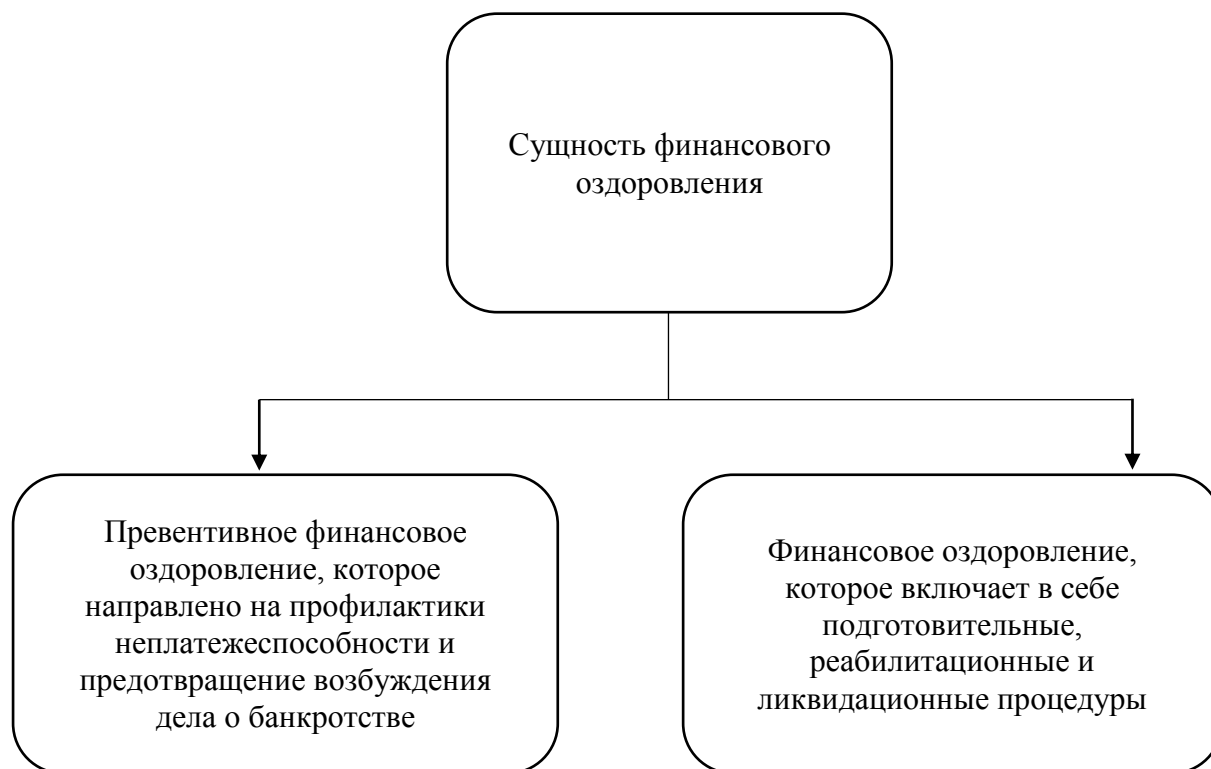 Сущность финансового
оздоровления
Превентивное финансовое
оздоровление, которое
направлено на профилактики
неплатежеспособности и
предотвращение возбуждения
дела о банкротстве
Финансовое оздоровление,
которое включает в себе
подготовительные,
реабилитационные и
ликвидационные процедуры